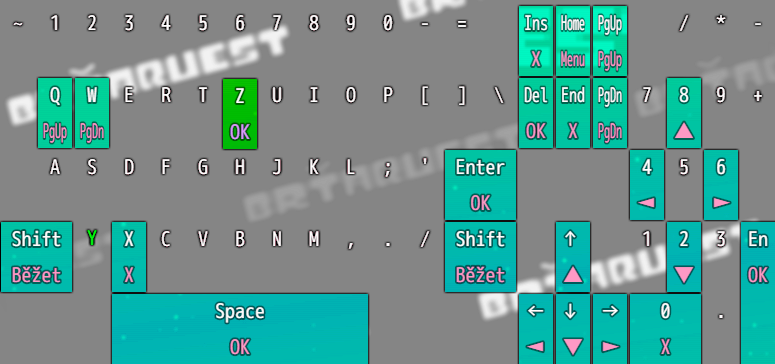 ~ 1 2 3 4 5 6 7 8 9 0 - = Ins Home PgUp / * -
X Menu PgUp
Q W E R T Z U I O P [ ] \ Del End PgDn 7 8 9 +
PgUp PgDn OK OK X PgDn ▲
A S D F G H J K L ; ' Enter 4 5 6
OK ◄ ►
Shift Y X C V B N M , . / Shift ↑ 1 2 3 En
Běžet X Běžet ▲ ▼ OK
Space ← ↓ → 0 .
OK ◄ ▼ ► X